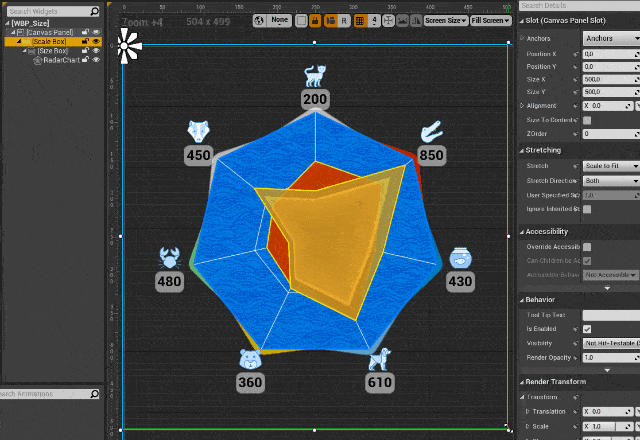 Search Widgets
[WBP_Size]
[Canvas Panel]
[Scale Box]
[Size Box]
RadarChart
Search Animations
Zoom +4
504 x 499
None
R
4
Screen Size
Fill Screen
200
850
430
610
360
480
450
Search Details
Slot (Canvas Panel Slot)
Anchors
Anchors
Position X
0,0
Position Y
0,0
Size X
500,0
Size Y
500,0
Alignment
X 0,0
Size To Content
ZOrder
0
Stretching
Stretch
Scale to Fit
Stretch Direction
Both
User Specified
1,0
Ignore Inherited
Accessibility
Override Accessib
Can Children be Ac
Accessible Behav
Not Accessible
Behavior
Tool Tip Text
Is Enabled
Visibility
Not Hit-Testable
Render Opacity
1,0
Render Transform
Transform
Translation
X 0,0
Scale
X 1,0